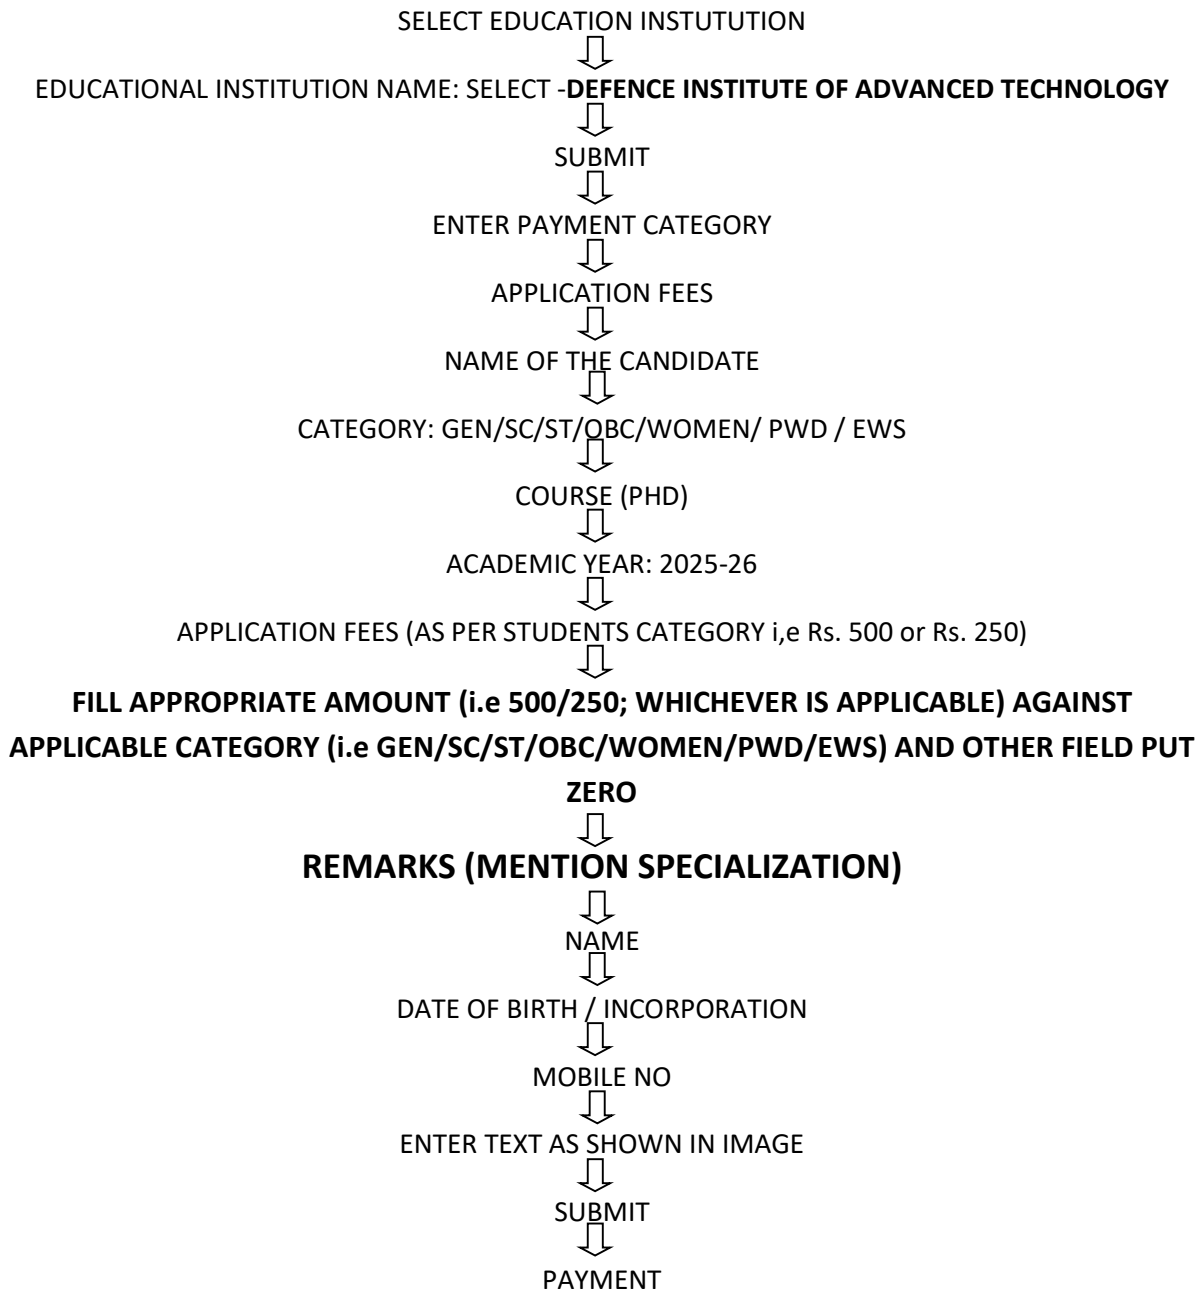 SELECT EDUCATION INSTUTUTION
EDUCATIONAL INSTITUTION NAME: SELECT -DEFENCE INSTITUTE OF ADVANCED TECHNOLOGY
SUBMIT
ENTER PAYMENT CATEGORY
APPLICATION FEES
NAME OF THE CANDIDATE
CATEGORY: GEN/SC/ST/OBC/WOMEN/ PWD / EWS
COURSE (PHD)
ACADEMIC YEAR: 2025-26
APPLICATION FEES (AS PER STUDENTS CATEGORY i,e Rs. 500 or Rs. 250)
FILL APPROPRIATE AMOUNT (i.e 500/250; WHICHEVER IS APPLICABLE) AGAINST
APPLICABLE CATEGORY (i.e GEN/SC/ST/OBC/WOMEN/PWD/EWS) AND OTHER FIELD PUT
ZERO
REMARKS (MENTION SPECIALIZATION)
NAME
DATE OF BIRTH / INCORPORATION
MOBILE NO
ENTER TEXT AS SHOWN IN IMAGE
SUBMIT
PAYMENT